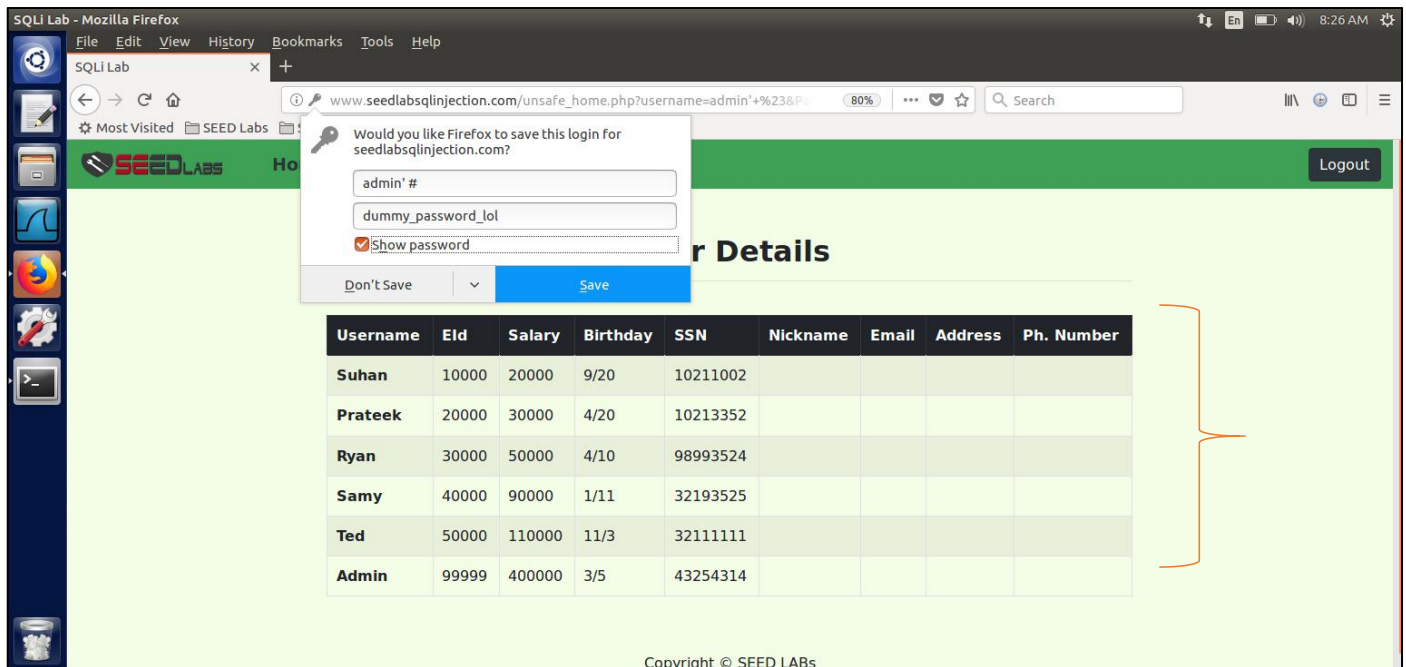 SQLi Lab - Mozilla Firefox
En 8:26 AM
File Edit View History Bookmarks Tools Help
SQLi Lab
www.seedlabsqlinjection.com/unsafe_home.php?username=admin'+%23&P
80%
Search
Most Visited SEED Labs
Would you like Firefox to save this login for
seedlabsqlinjection.com?
admin' #
dummy_password_lol
Show password
Don't Save Save
SEEDLABS Ho Logout
r Details
Username EId Salary Birthday SSN Nickname Email Address Ph. Number
Suhan 10000 20000 9/20 10211002
Prateek 20000 30000 4/20 10213352
Ryan 30000 50000 4/10 98993524
Samy 40000 90000 1/11 32193525
Ted 50000 110000 11/3 32111111
Admin 99999 400000 3/5 43254314
Copyright © SEED LABs